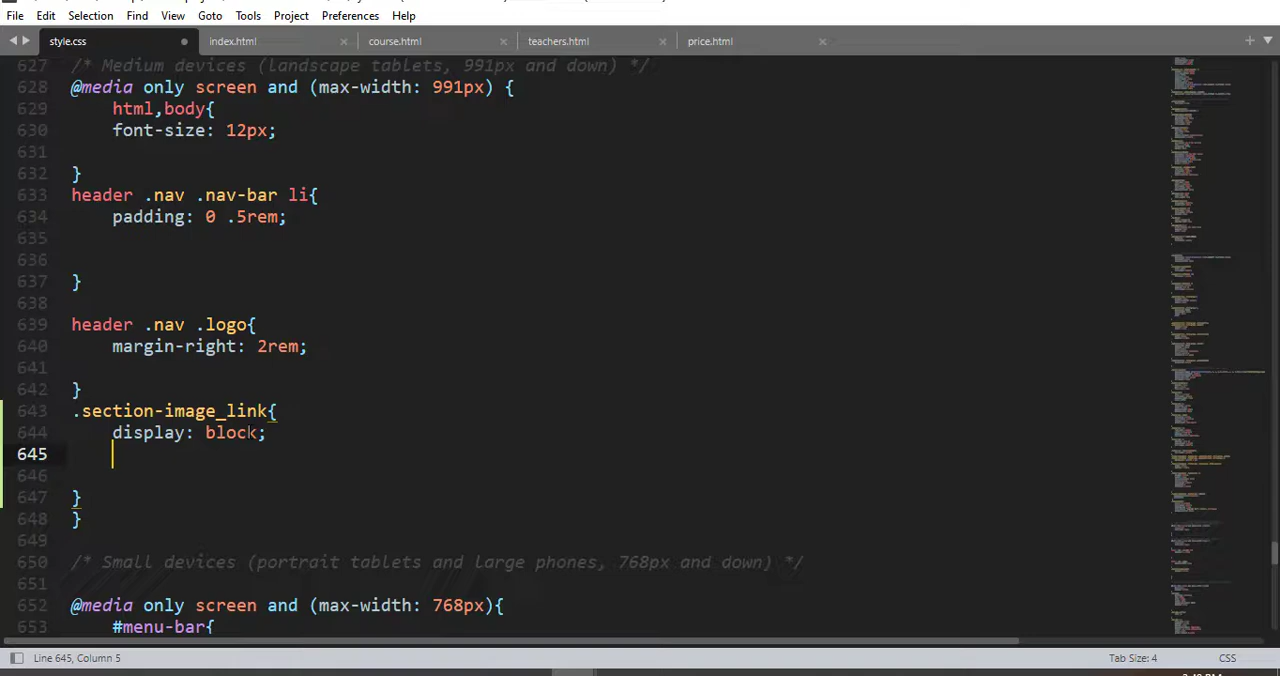 File Edit Selection Find View Goto Tools Project Preferences Help
style.css index.html course.html teachers.html price.html
627 /* Medium devices (landscape tablets, 991px and down) */
628 @media only screen and (max-width: 991px) {
629 html,body{
630 font-size: 12px;
631
632 }
633 header .nav .nav-bar li{
634 padding: 0 .5rem;
635
636
637 }
638
639 header .nav .logo{
640 margin-right: 2rem;
641
642 }
643 .section-image_link{
644 display: block;
645
646
647 }
648 }
649
650 /* Small devices (portrait tablets and large phones, 768px and down) */
651
652 @media only screen and (max-width: 768px){
653 #menu-bar{
Line 645, Column 5 Tab Size: 4 CSS